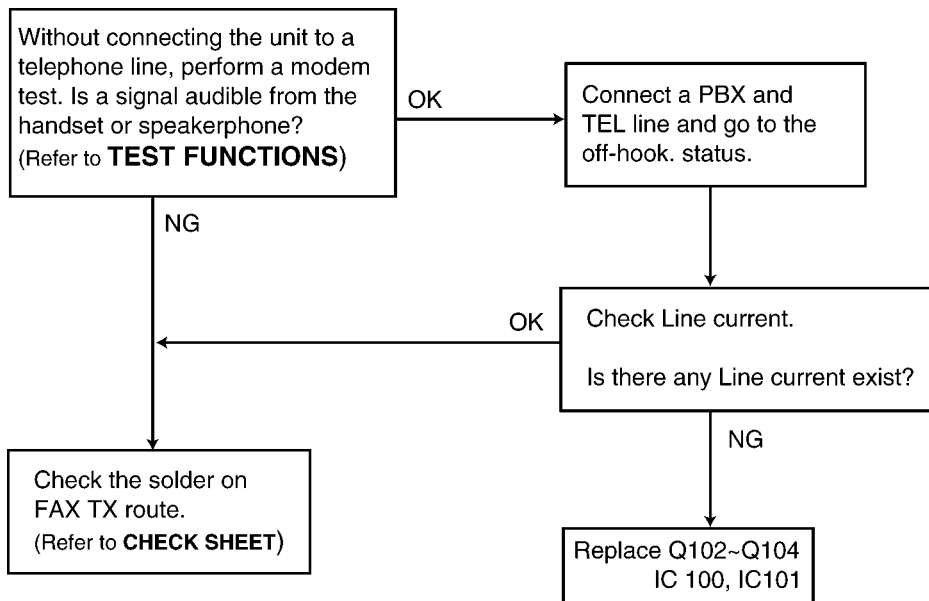 Without connecting the unit to a
telephone line, perform a modem
test. Is a signal audible from the
handset or speakerphone?
(Refer to TEST FUNCTIONS)
OK
Connect a PBX and
TEL line and go to the
off-hook. status.
NG
OK
Check Line current.
Is there any Line current exist?
NG
Check the solder on
FAX TX route.
(Refer to CHECK SHEET)
Replace Q102~Q104
IC 100, IC101